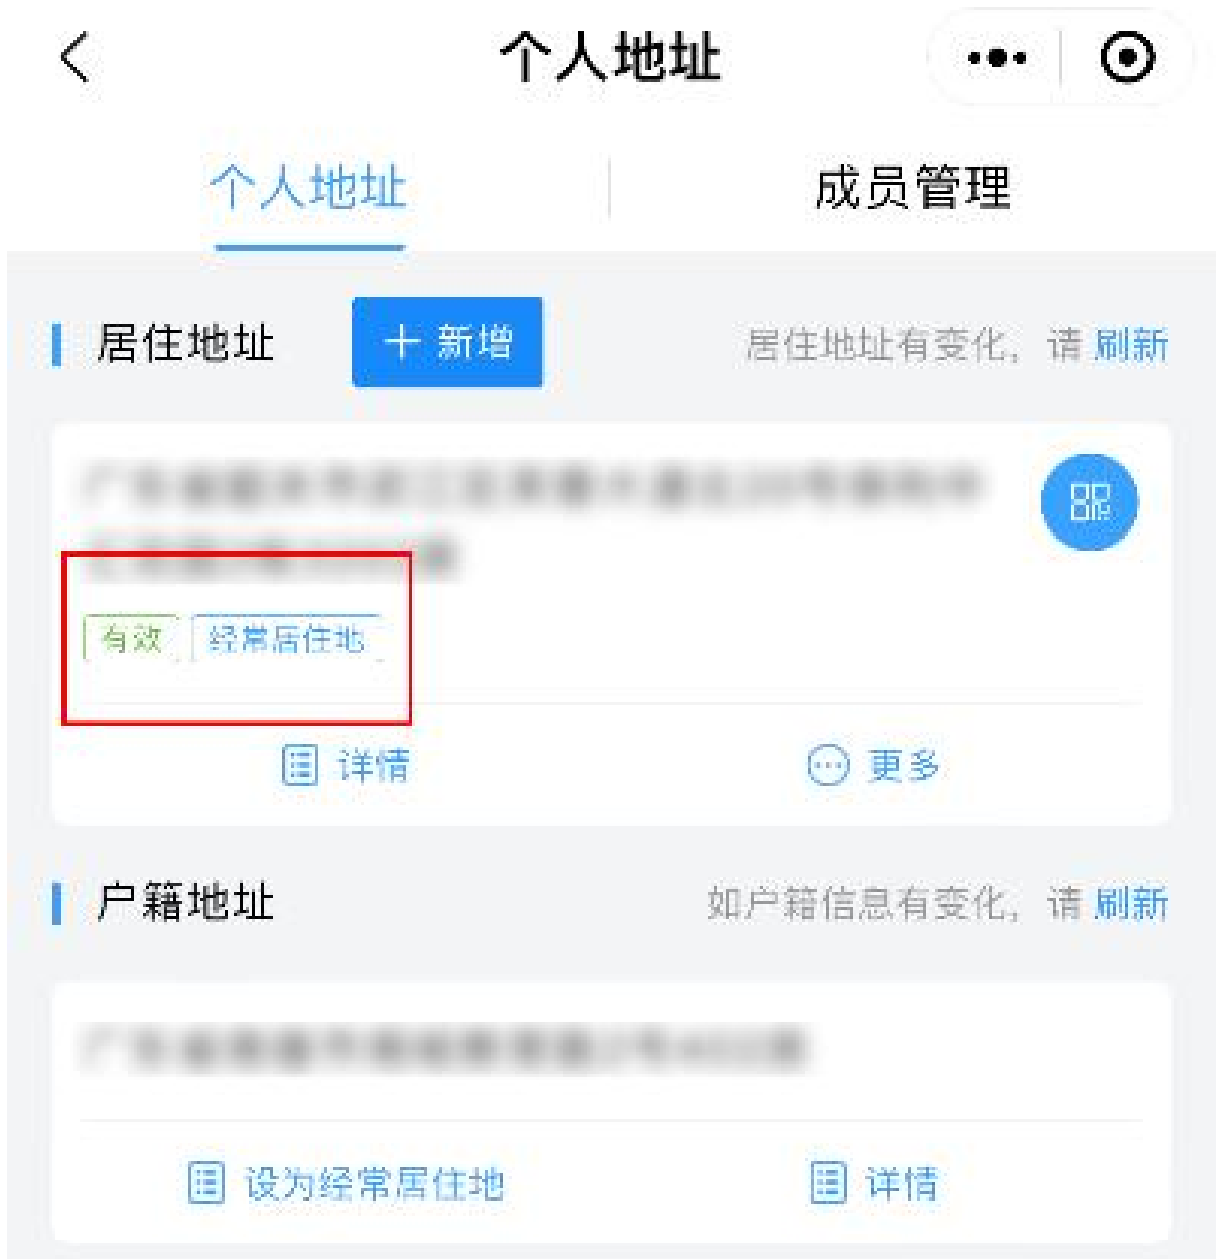 个人地址
个人地址 成员管理
居住地址 + 新增 居住地址有变化，请 刷新
有效 经常居住地
详情 更多
户籍地址 如户籍信息有变化，请 刷新
设为经常居住地 详情